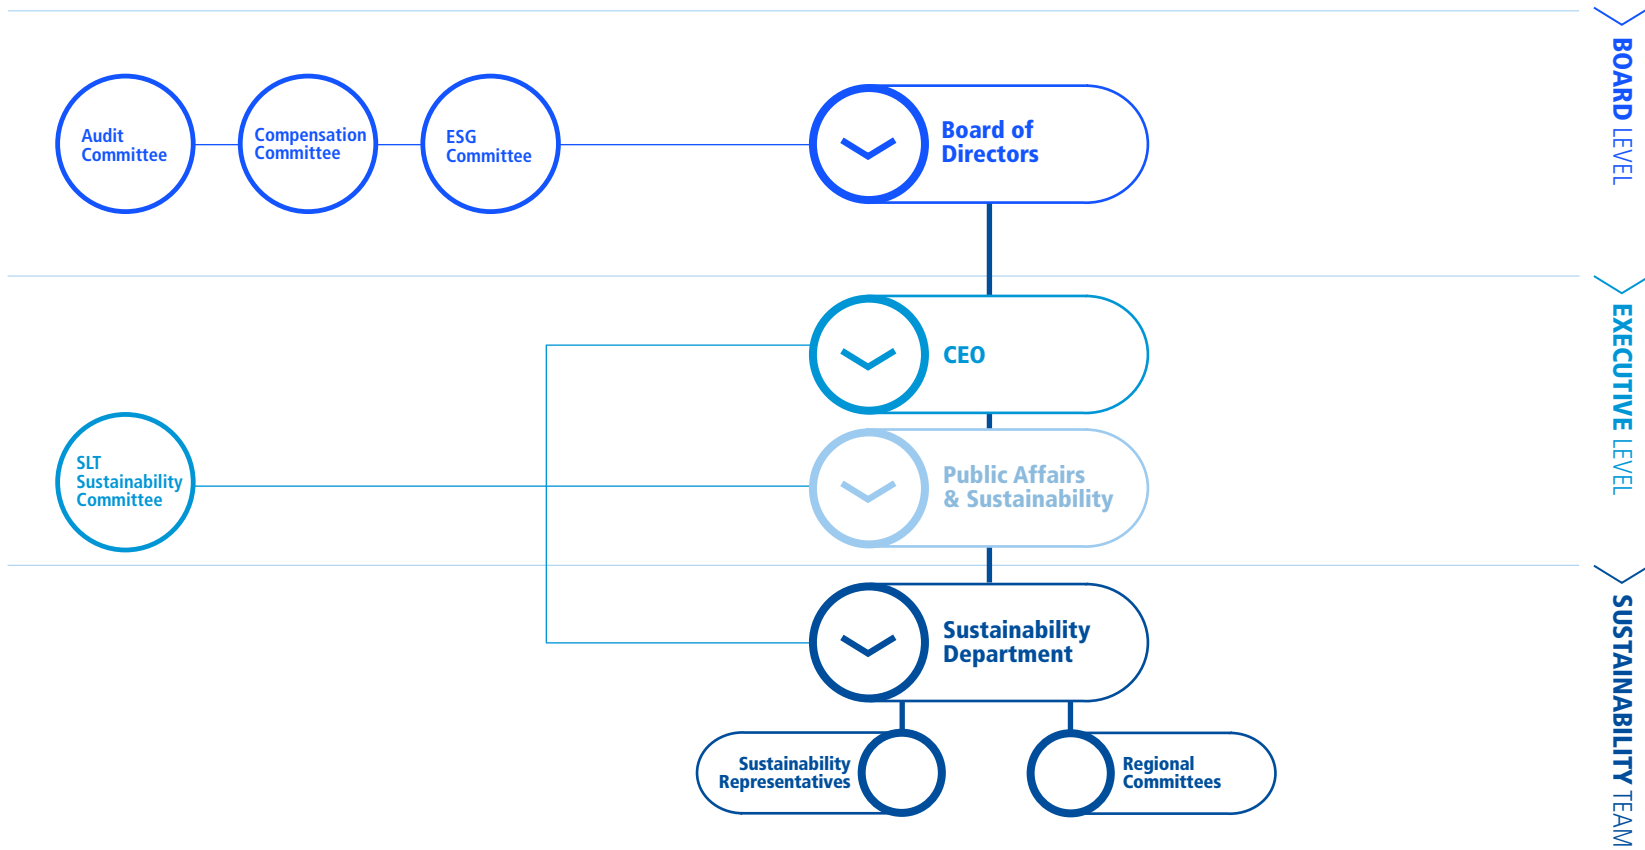 Audit
Committee
Compensation
Committee
ESG
Committee
Board of
Directors
BOARD LEVEL
CEO
SLT
Sustainability
Committee
Public Affairs
& Sustainability
EXECUTIVE LEVEL
Sustainability
Department
Sustainability
Representatives
Regional
Committees
SUSTAINABILITY TEAM